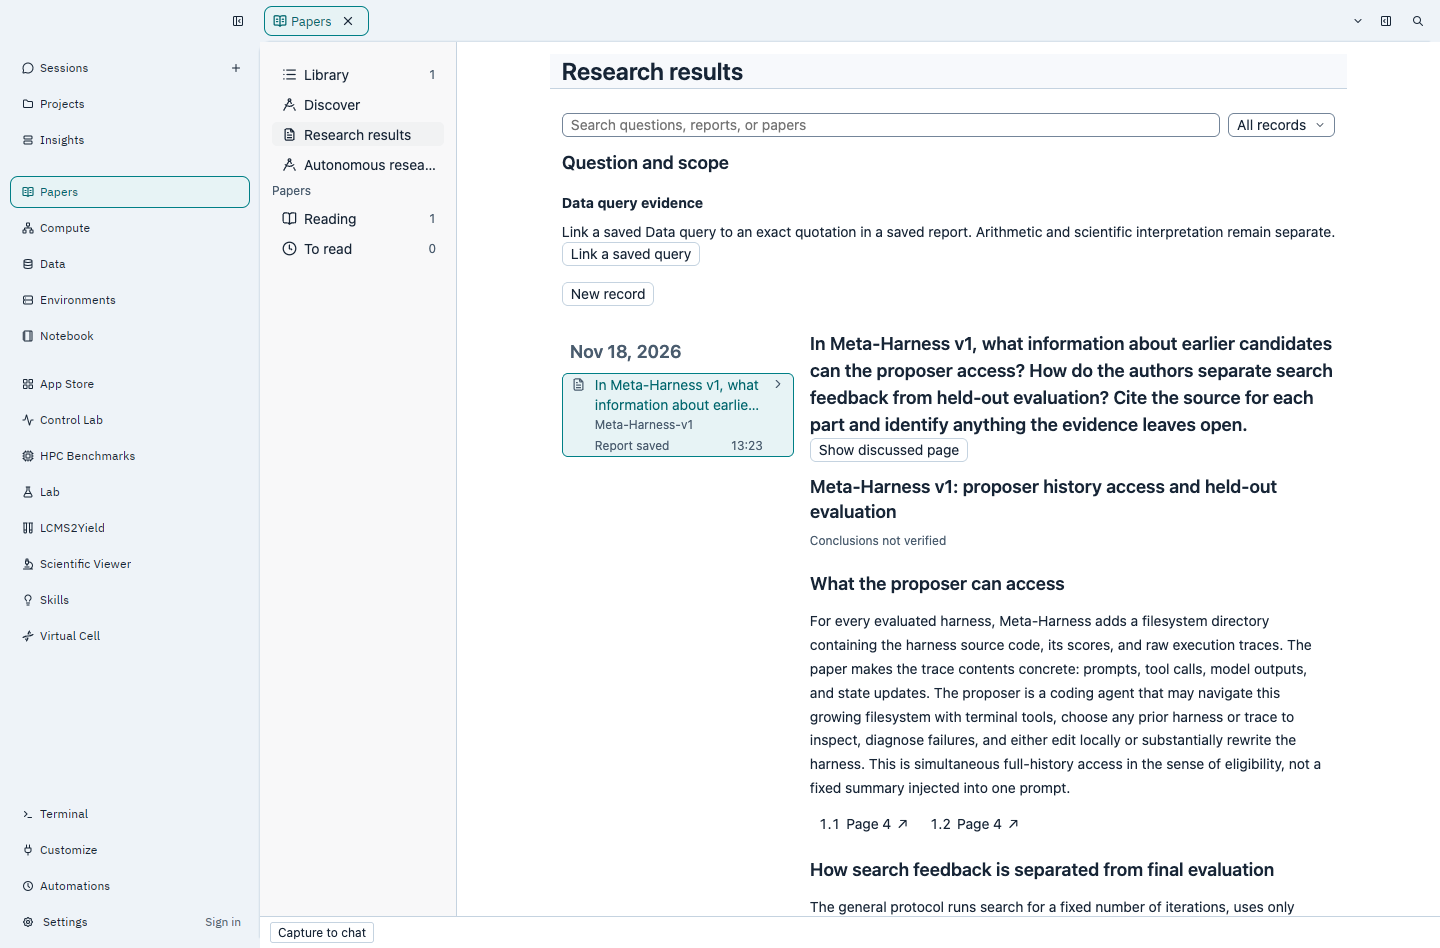 Papers
Sessions
Projects
Insights
Papers
Compute
Data
Environments
Notebook
App Store
Control Lab
HPC Benchmarks
Lab
LCMS2Yield
Scientific Viewer
Skills
Virtual Cell
Terminal
Customize
Automations
Settings
Sign in
Library 1
Discover
Research results
Autonomous resea...
Papers
Reading 1
To read 0
Research results
Search questions, reports, or papers
All records
Question and scope
Data query evidence
Link a saved Data query to an exact quotation in a saved report. Arithmetic and scientific interpretation remain separate.
Link a saved query
New record
Nov 18, 2026
In Meta-Harness v1, what
information about earlie...
Meta-Harness-v1
Report saved 13:23
In Meta-Harness v1, what information about earlier candidates
can the proposer access? How do the authors separate search
feedback from held-out evaluation? Cite the source for each
part and identify anything the evidence leaves open.
Show discussed page
Meta-Harness v1: proposer history access and held-out
evaluation
Conclusions not verified
What the proposer can access
For every evaluated harness, Meta-Harness adds a filesystem directory
containing the harness source code, its scores, and raw execution traces. The
paper makes the trace contents concrete: prompts, tool calls, model outputs,
and state updates. The proposer is a coding agent that may navigate this
growing filesystem with terminal tools, choose any prior harness or trace to
inspect, diagnose failures, and either edit locally or substantially rewrite the
harness. This is simultaneous full-history access in the sense of eligibility, not a
fixed summary injected into one prompt.
1.1 Page 4 ↗ 1.2 Page 4 ↗
How search feedback is separated from final evaluation
The general protocol runs search for a fixed number of iterations, uses only
Capture to chat